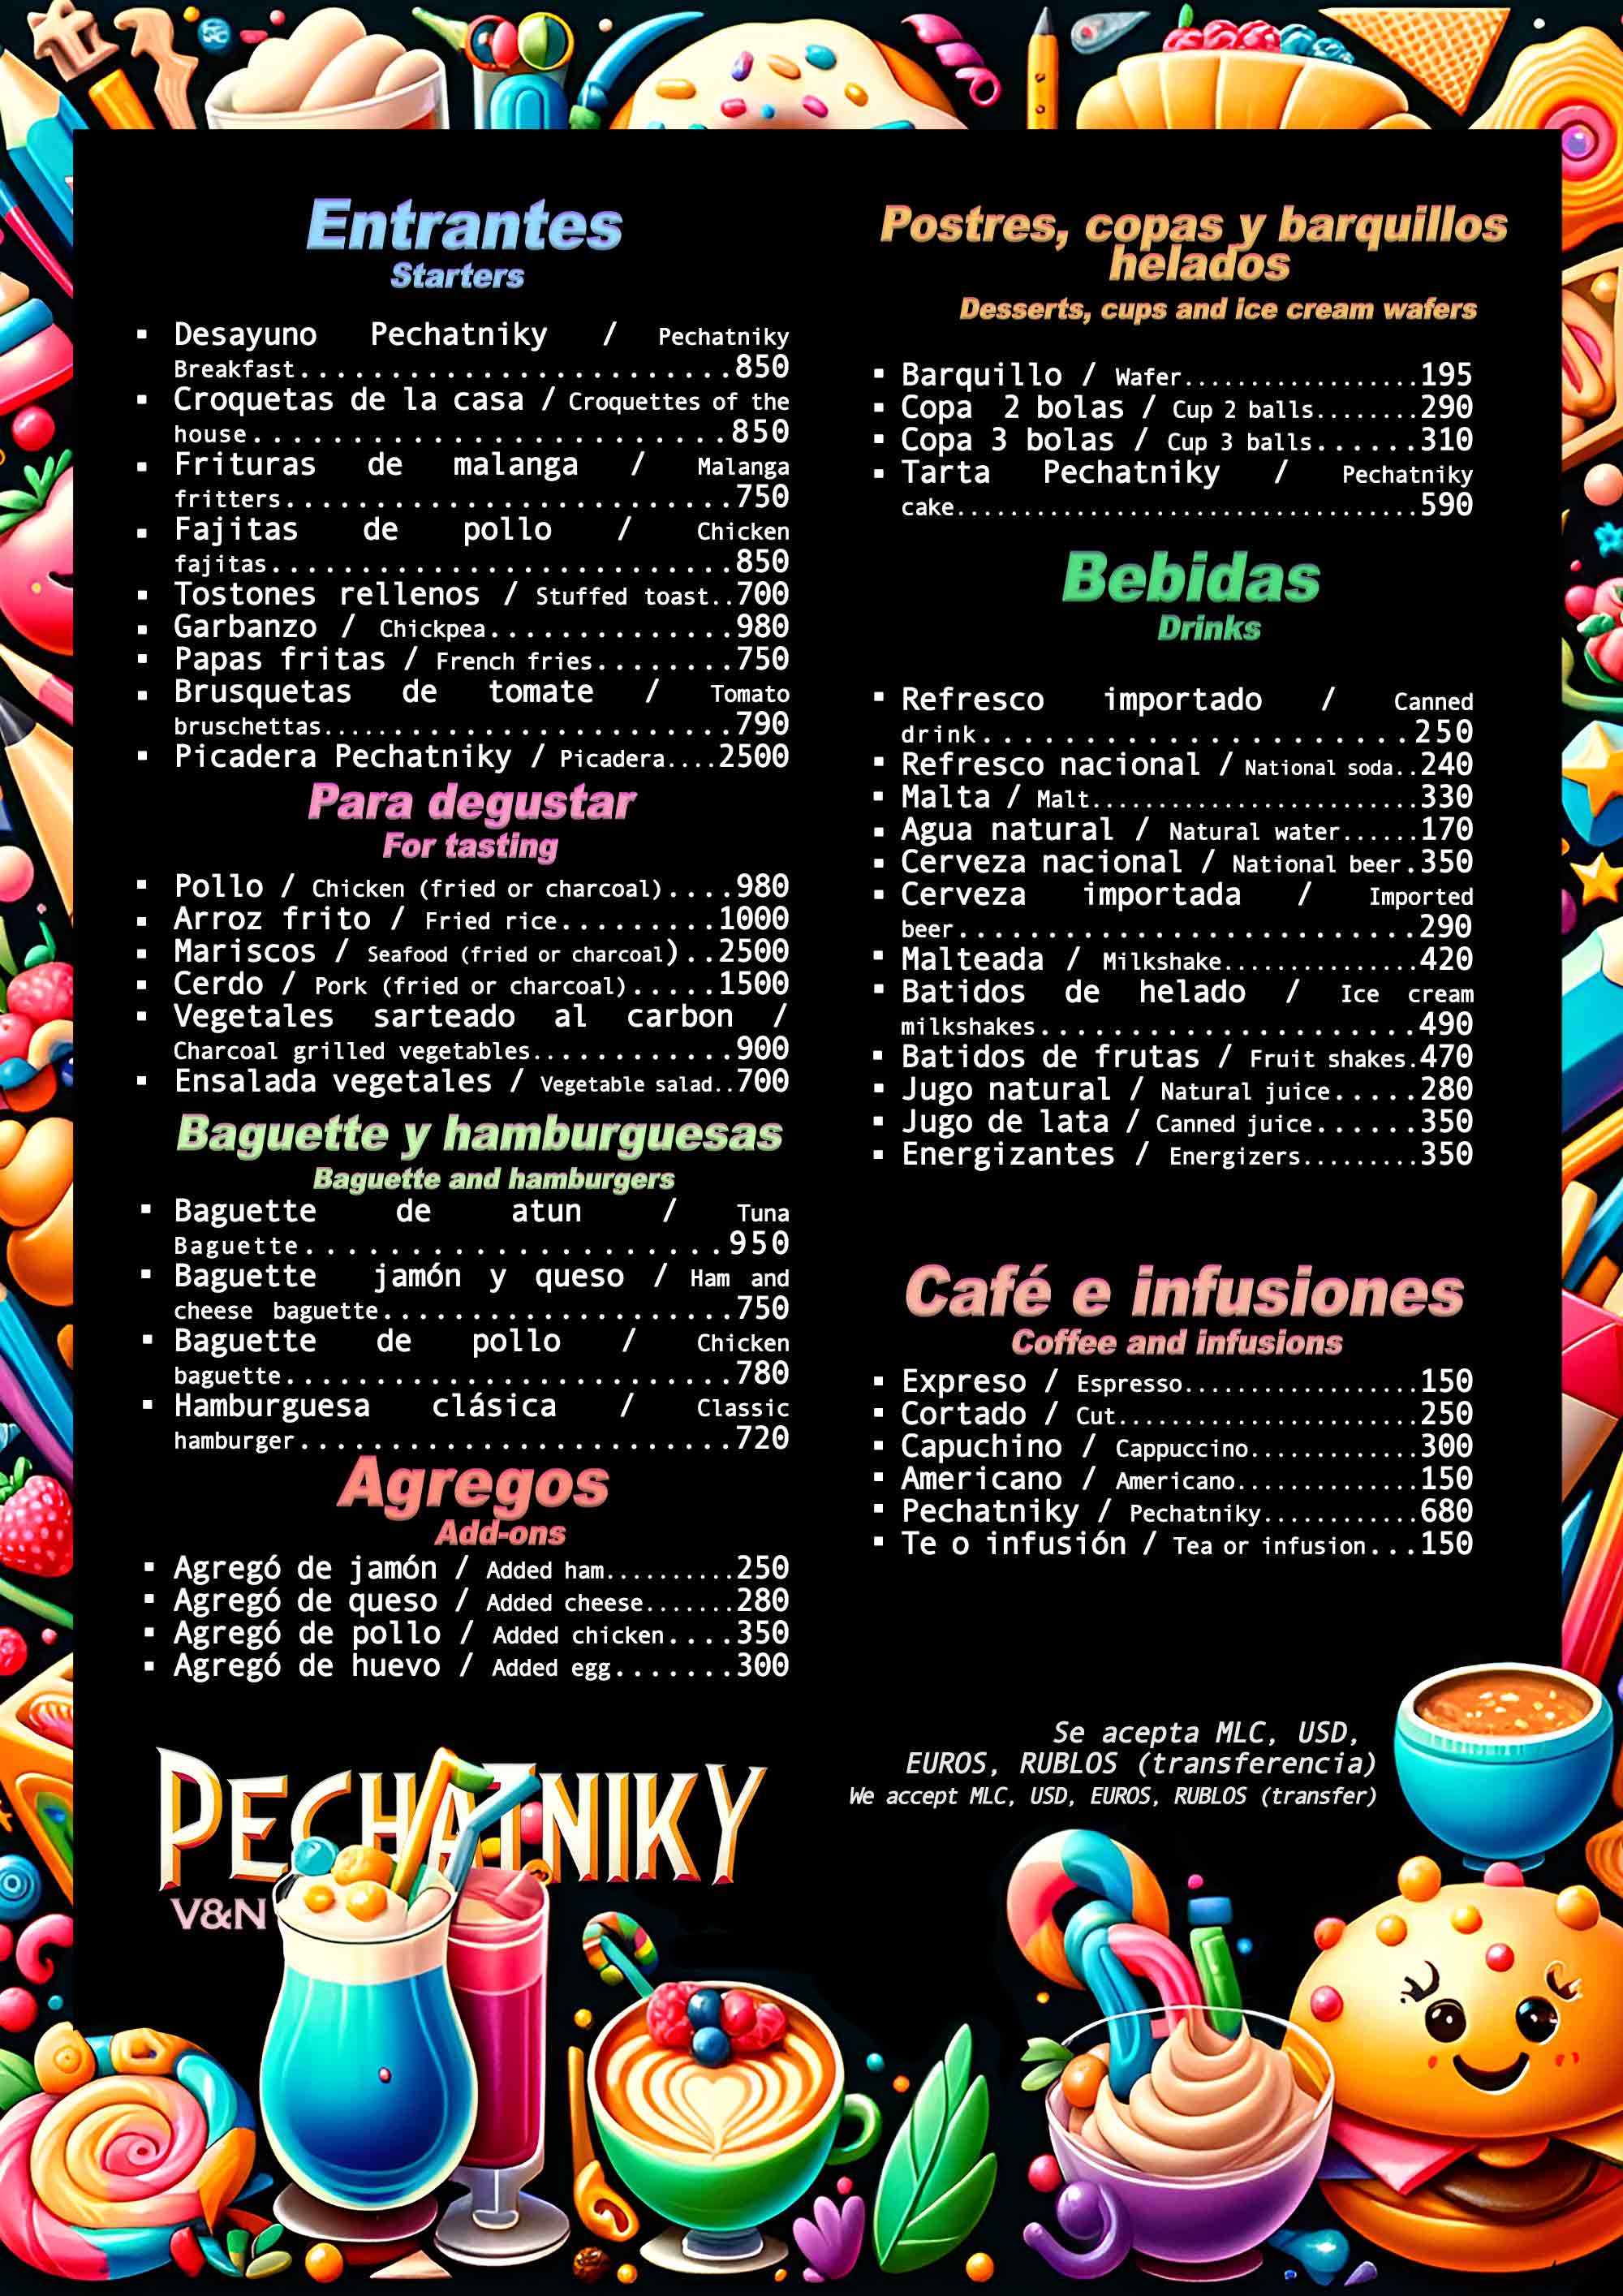 Entrantes
Starters
▪ Desayuno Pechatniky / Pechatniky
Breakfast........................850
▪ Croquetas de la casa / Croquettes of the
house..........................850
▪ Frituras de malanga / Malanga
fritters.........................750
▪ Fajitas de pollo / Chicken
fajitas..........................850
▪ Tostones rellenos / Stuffed toast..700
▪ Garbanzo / Chickpea..............980
▪ Papas fritas / French fries........750
▪ Brusquetas de tomate / Tomato
bruschettas.......................790
▪ Picadera Pechatniky / Picadera....2500
Para degustar
For tasting
▪ Pollo / Chicken (fried or charcoal)....980
▪ Arroz frito / Fried rice.........1000
▪ Mariscos / Seafood (fried or charcoal)..2500
▪ Cerdo / Pork (fried or charcoal).....1500
▪ Vegetales sarteado al carbon /
Charcoal grilled vegetables............900
▪ Ensalada vegetales / Vegetable salad..700
Baguette y hamburguesas
Baguette and hamburgers
▪ Baguette de atun / Tuna
Baguette.....................950
▪ Baguette jamón y queso / Ham and
cheese baguette....................750
▪ Baguette de pollo / Chicken
baguette.........................780
▪ Hamburguesa clásica / Classic
hamburger........................720
Agregos
Add-ons
▪ Agregó de jamón / Added ham..........250
▪ Agregó de queso / Added cheese.......280
▪ Agregó de pollo / Added chicken....350
▪ Agregó de huevo / Added egg.......300
PECHATNIKY
V&N
Postres, copas y barquillos
helados
Desserts, cups and ice cream wafers
▪ Barquillo / Wafer..................195
▪ Copa 2 bolas / Cup 2 balls........290
▪ Copa 3 bolas / Cup 3 balls......310
▪ Tarta Pechatniky / Pechatniky
cake...................................590
Bebidas
Drinks
▪ Refresco importado / Canned
drink......................250
▪ Refresco nacional / National soda..240
▪ Malta / Malt.........................330
▪ Agua natural / Natural water......170
▪ Cerveza nacional / National beer.350
▪ Cerveza importada / Imported
beer..........................290
▪ Malteada / Milkshake...............420
▪ Batidos de helado / Ice cream
milkshakes.....................490
▪ Batidos de frutas / Fruit shakes.470
▪ Jugo natural / Natural juice.....280
▪ Jugo de lata / Canned juice......350
▪ Energizantes / Energizers.........350
Café e infusiones
Coffee and infusions
▪ Expreso / Espresso..................150
▪ Cortado / Cut.......................250
▪ Capuchino / Cappuccino.............300
▪ Americano / Americano..............150
▪ Pechatniky / Pechatniky............680
▪ Te o infusión / Tea or infusion...150
Se acepta MLC, USD,
EUROS, RUBLOS (transferencia)
We accept MLC, USD, EUROS, RUBLOS (transfer)